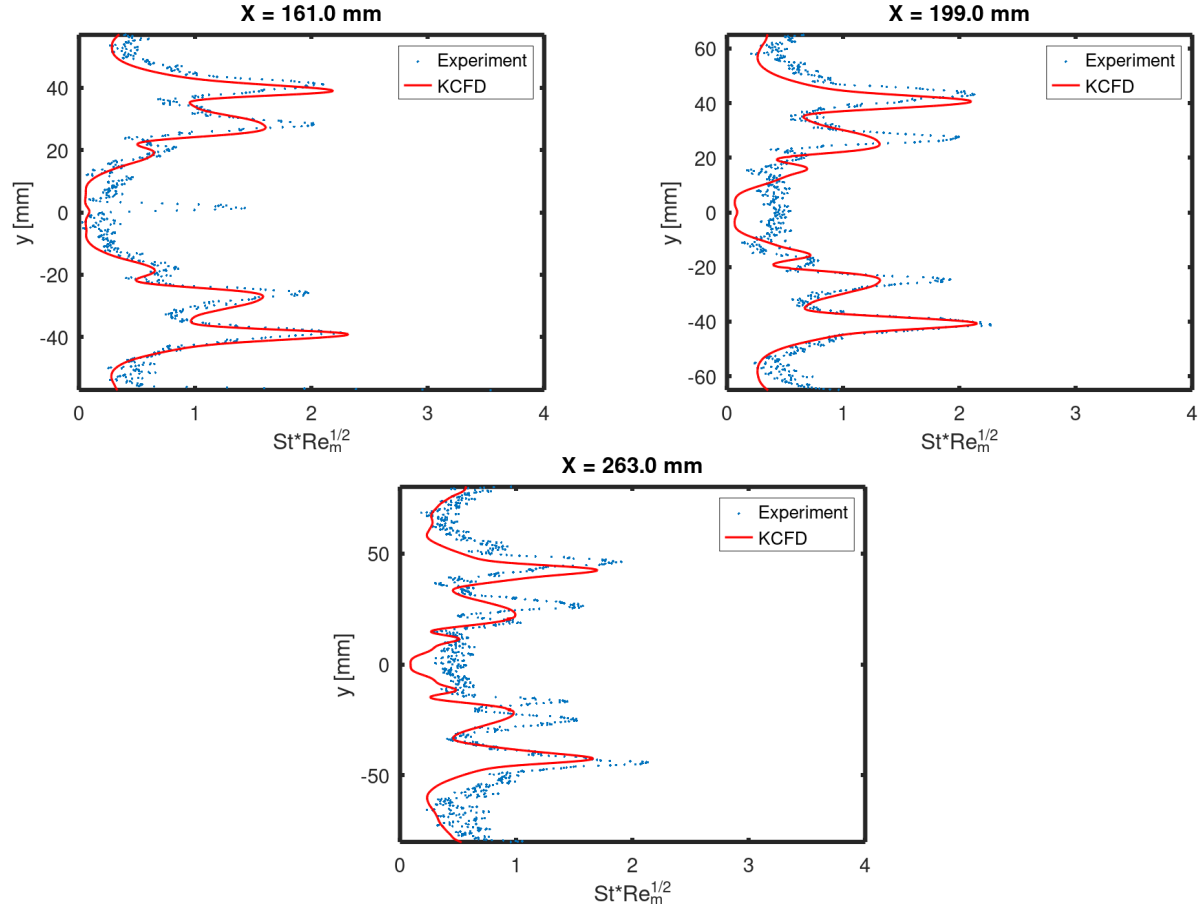 X = 161.0 mm
Experiment
KCFD
40
20
0
-20
-40
y [mm]
0 1 2 3 4
St*Re_m^{1/2}
X = 199.0 mm
Experiment
KCFD
60
40
20
0
-20
-40
-60
y [mm]
0 1 2 3 4
St*Re_m^{1/2}
X = 263.0 mm
Experiment
KCFD
50
0
-50
y [mm]
0 1 2 3 4
St*Re_m^{1/2}